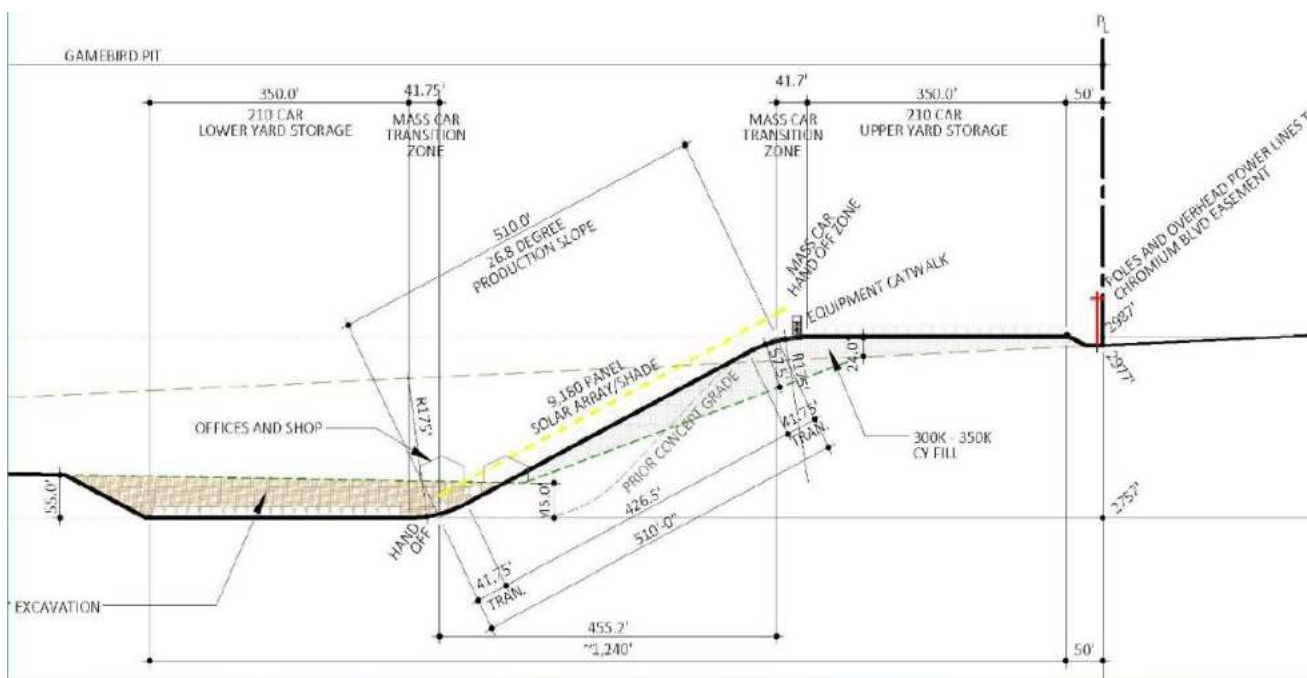 PL
GAMEBIRD PIT
350.0'
41.75'
41.7'
350.0'
50'
210 CAR
LOWER YARD STORAGE
MASS CAR
TRANSITION
ZONE
MASS CAR
TRANSITION
ZONE
210 CAR
UPPER YARD STORAGE
510.0'
26.8 DEGREE
PRODUCTION SLOPE
MASS CAR
HAND OFF ZONE
EQUIPMENT CATWALK
POLES AND OVERHEAD POWER LINES T
CHROMIUM BLVD EASEMENT
2987'
2977'
9,180 PANEL
SOLAR ARRAY/SHADE
57.5'
R175'
24.0'
R175'
OFFICES AND SHOP
PRIOR CONCEPT GRADE
41.75'
TRAN.
300K - 350K
CY FILL
55.0'
45.0'
426.5'
510'-0"
2757'
HAND
OFF
41.75'
TRAN.
EXCAVATION
455.2'
~1,240'
50'